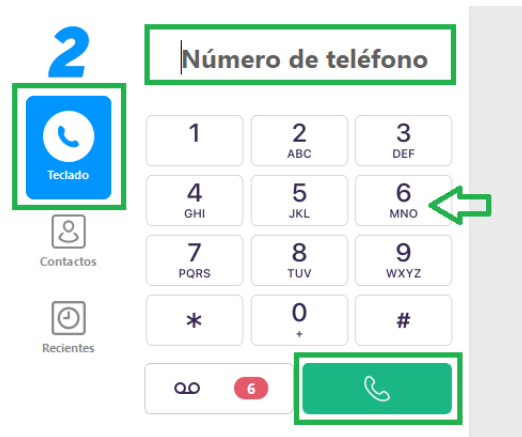 2
Número de teléfono
Teclado
Contactos
Recientes
1 2 3
ABC DEF
4 5 6
GHI JKL MNO
7 8 9
PQRS TUV WXYZ
* 0 #
+
6